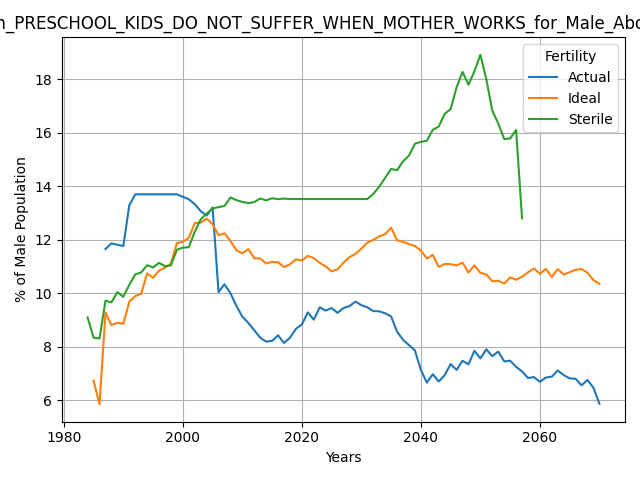 PRESCHOOL_KIDS_DO_NOT_SUFFER_WHEN_MOTHER_WORKS_for_Male_
Fertility
Actual
Ideal
Sterile
% of Male Population
18
16
14
12
10
8
6
1980
2000
2020
2040
2060
Years